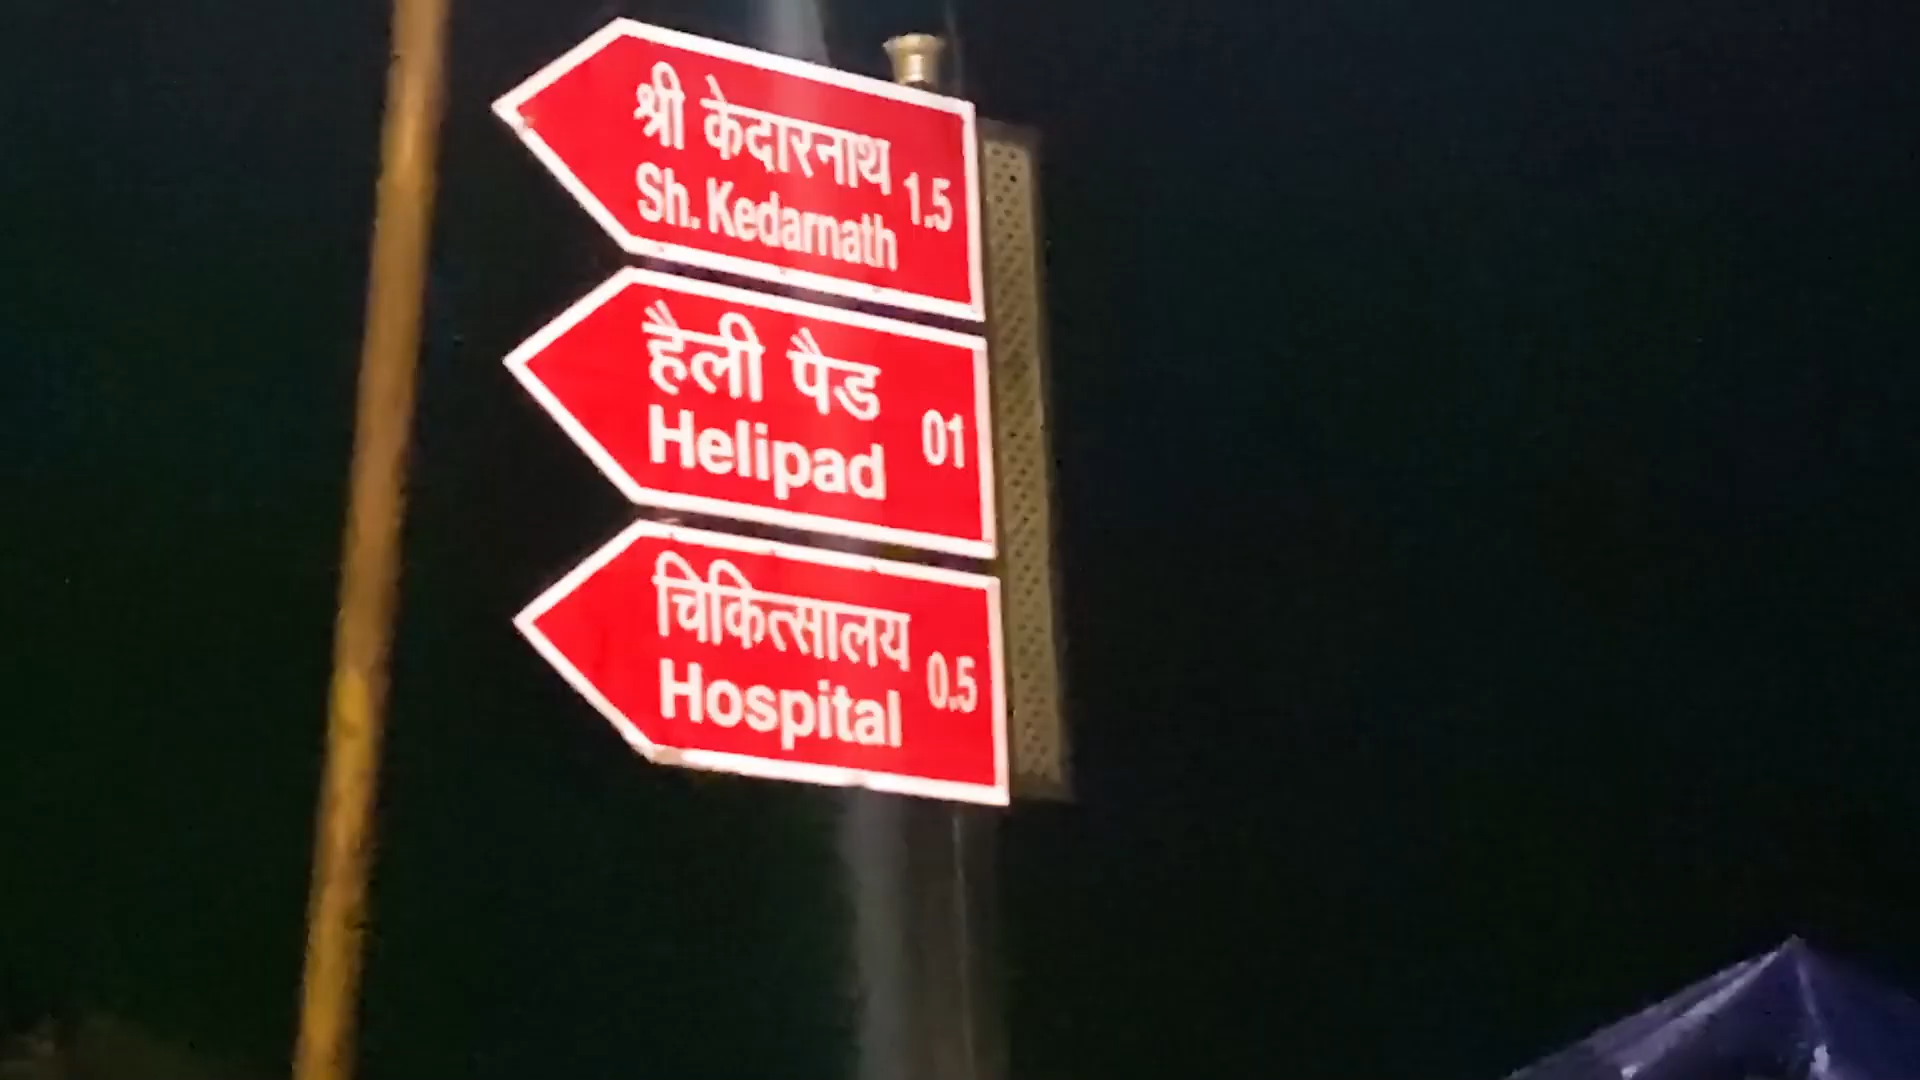 श्री केदारनाथ
Sh. Kedarnath 1.5
हैली पैड
Helipad 01
चिकित्सालय
Hospital 0.5